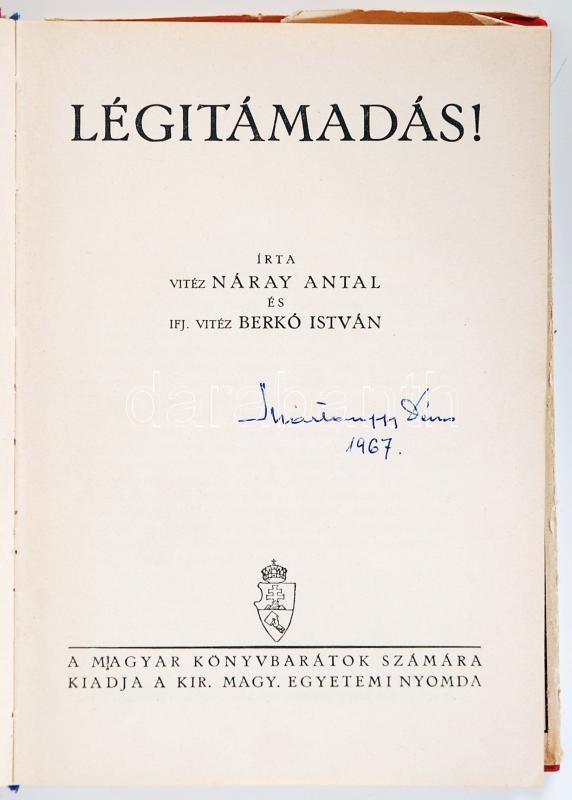 LÉGITÁMADÁS!
ÍRTA
VITÉZ NÁRAY ANTAL
ÉS
IFJ. VITÉZ BERKÓ ISTVÁN
darabanth
1967.
A MAGYAR KÖNYVBARÁTOK SZÁMÁRA
KIADJA A KIR. MAGY. EGYETEMI NYOMDA